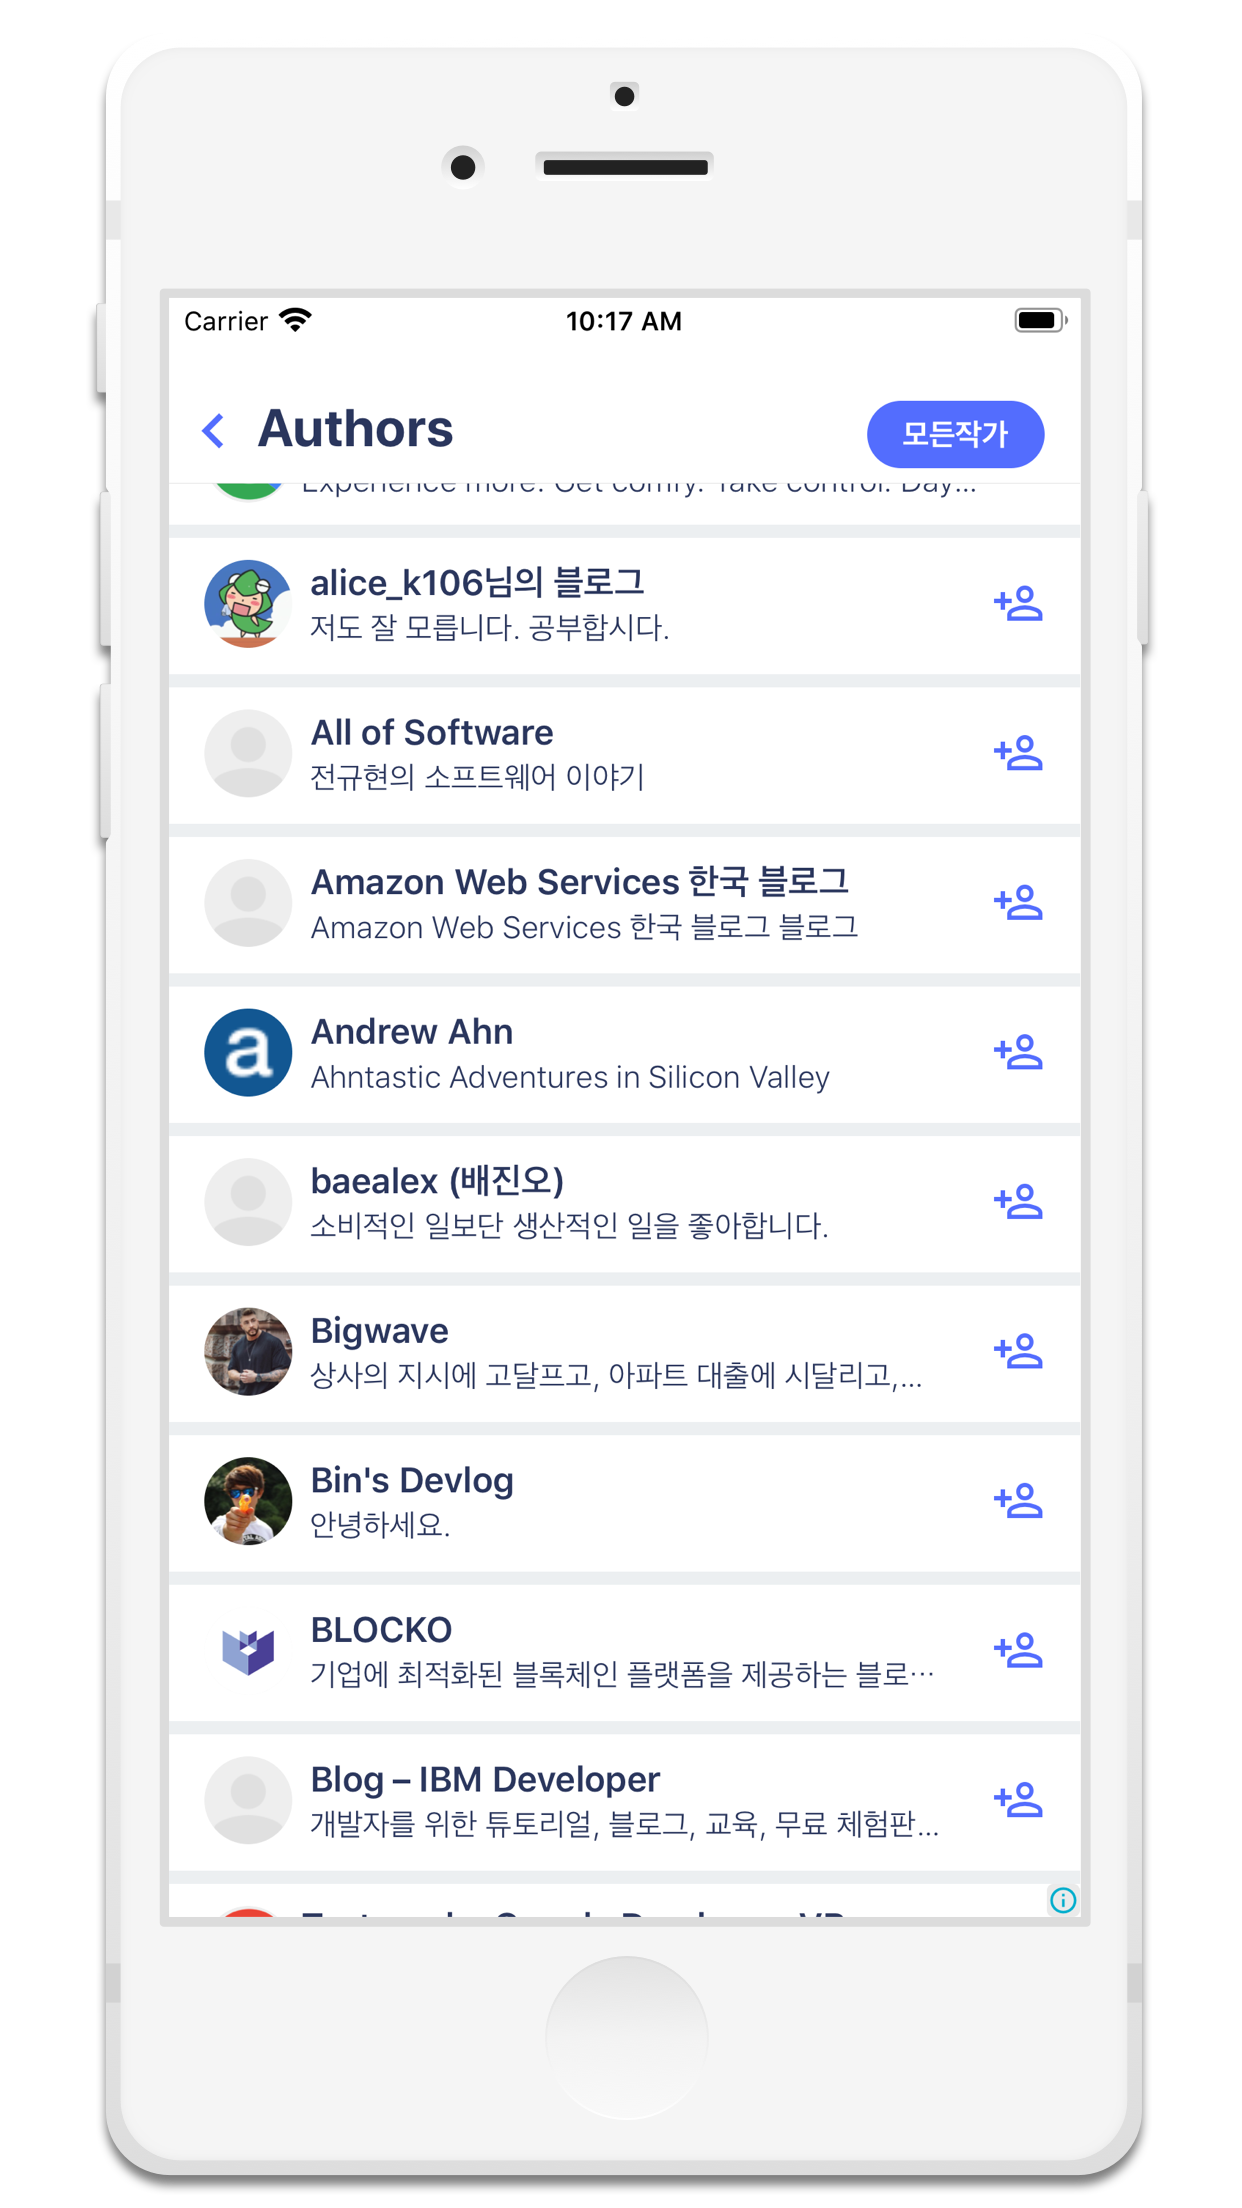 Carrier
10:17 AM
Authors
모든작가
Experience more. Get comfy. Take control. Day...
alice_k106님의 블로그
저도 잘 모릅니다. 공부합시다.
All of Software
전규현의 소프트웨어 이야기
Amazon Web Services 한국 블로그
Amazon Web Services 한국 블로그 블로그
a
Andrew Ahn
Ahntastic Adventures in Silicon Valley
baealex (배진오)
소비적인 일보단 생산적인 일을 좋아합니다.
Bigwave
상사의 지시에 고달프고, 아파트 대출에 시달리고,...
Bin's Devlog
안녕하세요.
BLOCKO
기업에 최적화된 블록체인 플랫폼을 제공하는 블로...
Blog – IBM Developer
개발자를 위한 튜토리얼, 블로그, 교육, 무료 체험판...